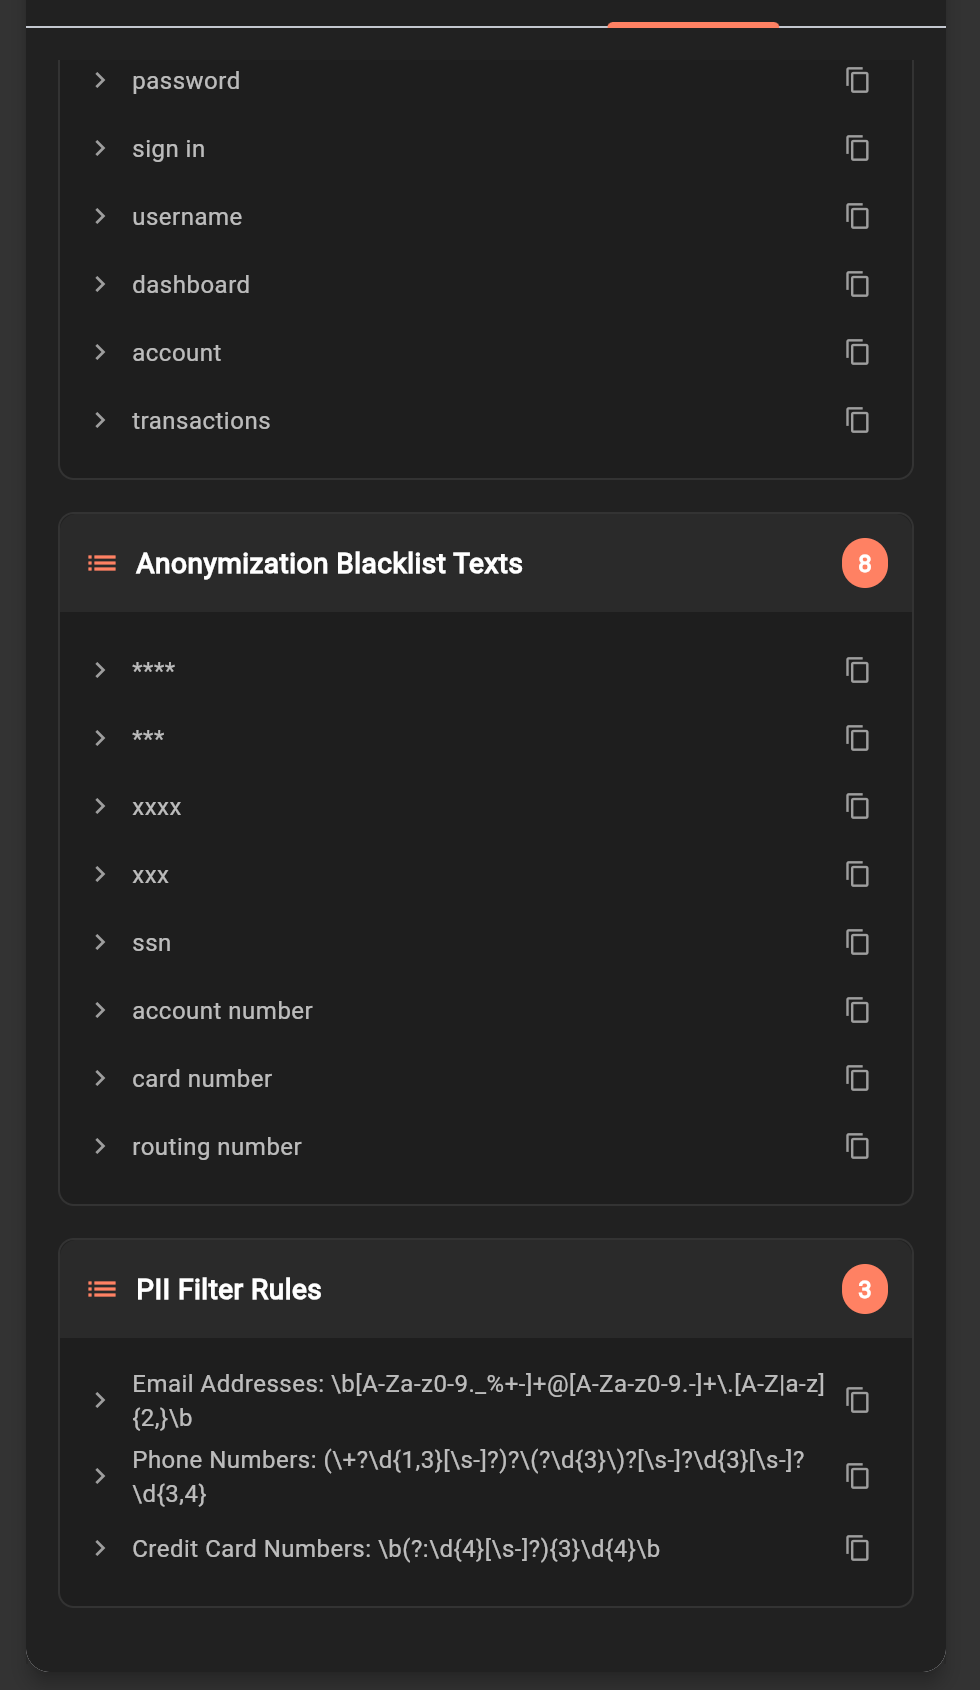 password
sign in
username
dashboard
account
transactions
Anonymization Blacklist Texts
8
****
***
xxxx
xxx
ssn
account number
card number
routing number
PII Filter Rules
3
Email Addresses: \b[A-Za-z0-9._%+-]+@[A-Za-z0-9.-]+\.[A-Z|a-z]
{2,}\b
Phone Numbers: (\+?\d{1,3}[\s-]?)?\(?\d{3}\)?[\s-]?\d{3}[\s-]?
\d{3,4}
Credit Card Numbers: \b(?:\d{4}[\s-]?){3}\d{4}\b